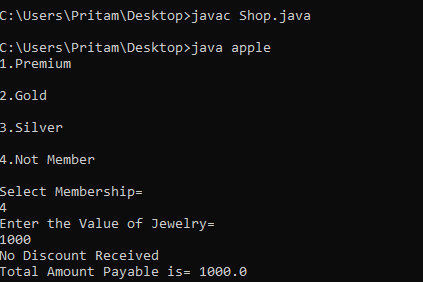 C:\Users\Pritam\Desktop>javac Shop.java
C:\Users\Pritam\Desktop>java apple
1.Premium
2.Gold
3.Silver
4.Not Member
Select Membership=
4
Enter the Value of Jewelry=
1000
No Discount Received
Total Amount Payable is= 1000.0